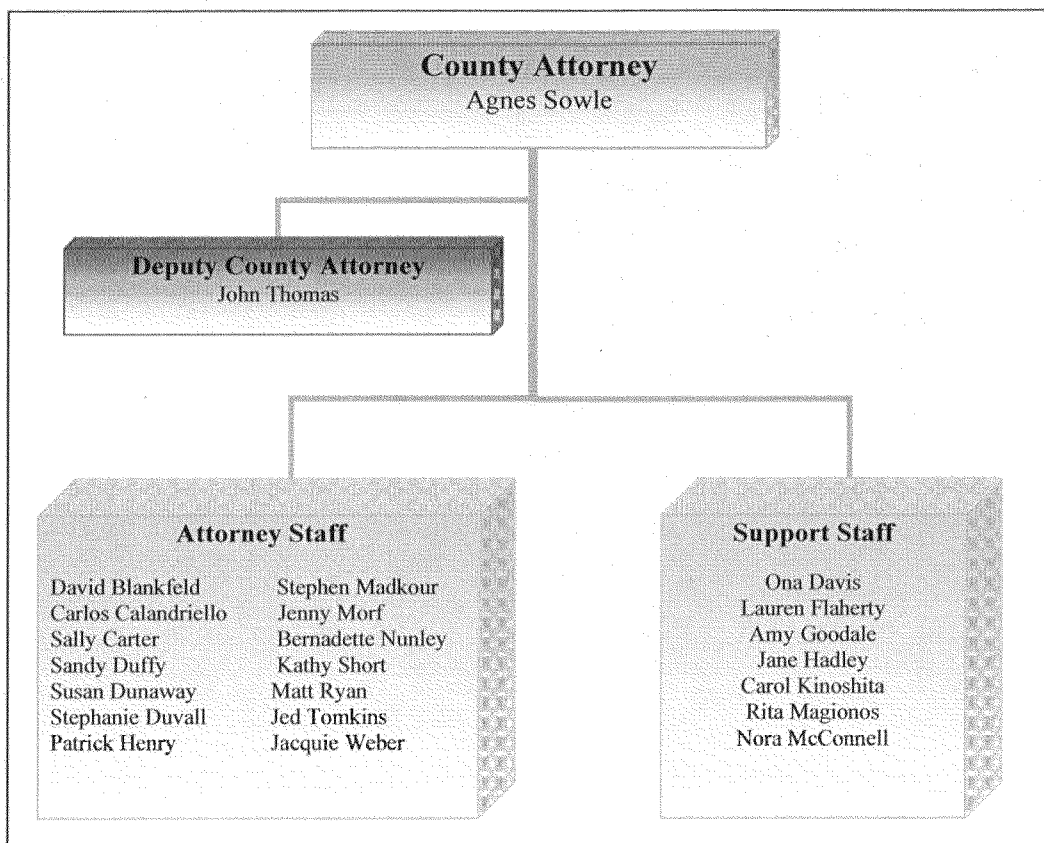 County Attorney
Agnes Sowle
Deputy County Attorney
John Thomas
Attorney Staff
David Blankfeld
Carlos Calandriello
Sally Carter
Sandy Duffy
Susan Dunaway
Stephanie Duvall
Patrick Henry
Stephen Madkour
Jenny Morf
Bernadette Nunley
Kathy Short
Matt Ryan
Jed Tomkins
Jacquie Weber
Support Staff
Ona Davis
Lauren Flaherty
Amy Goodale
Jane Hadley
Carol Kinoshita
Rita Magionos
Nora McConnell